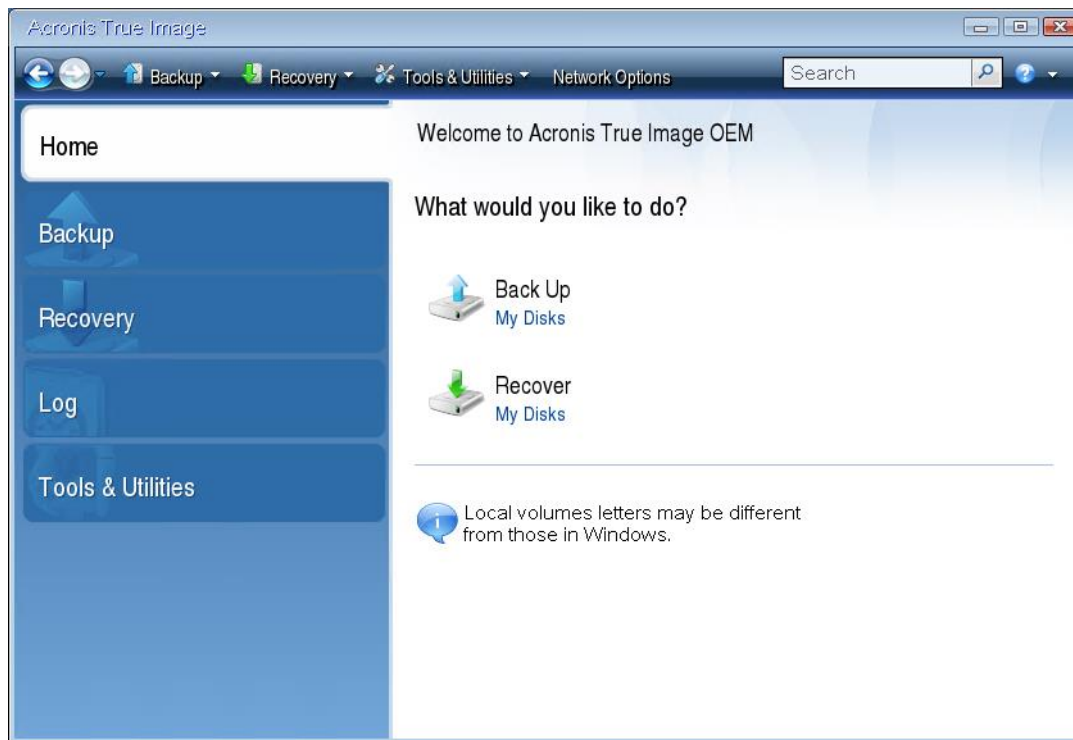 Acronis True Image
Backup
Recovery
Tools & Utilities
Network Options
Search
Home
Backup
Recovery
Log
Tools & Utilities
Welcome to Acronis True Image OEM
What would you like to do?
Back Up
My Disks
Recover
My Disks
Local volumes letters may be different
from those in Windows.